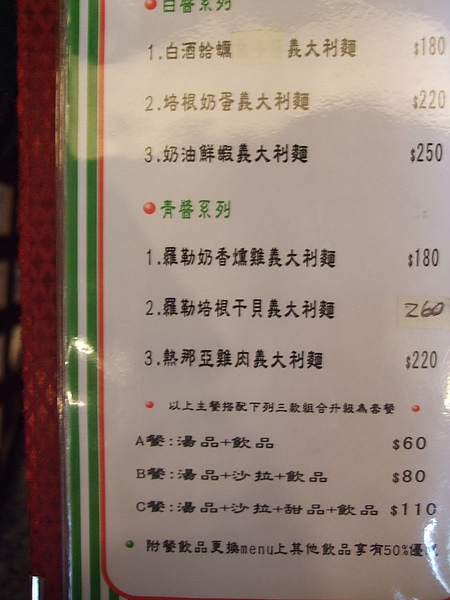 白醬系列
1.白酒蛤蠣 義大利麵 $180
2.培根奶蛋義大利麵 $220
3.奶油鮮蝦義大利麵 $250
青醬系列
1.羅勒奶香燻雞義大利麵 $180
2.羅勒培根干貝義大利麵 260
3.熱那亞雞肉義大利麵 $220
以上主餐搭配下列三款組合升級為套餐
A餐:湯品+飲品 $60
B餐:湯品+沙拉+飲品 $80
C餐:湯品+沙拉+甜品+飲品 $110
附餐飲品更換menu上其他飲品享有50%優